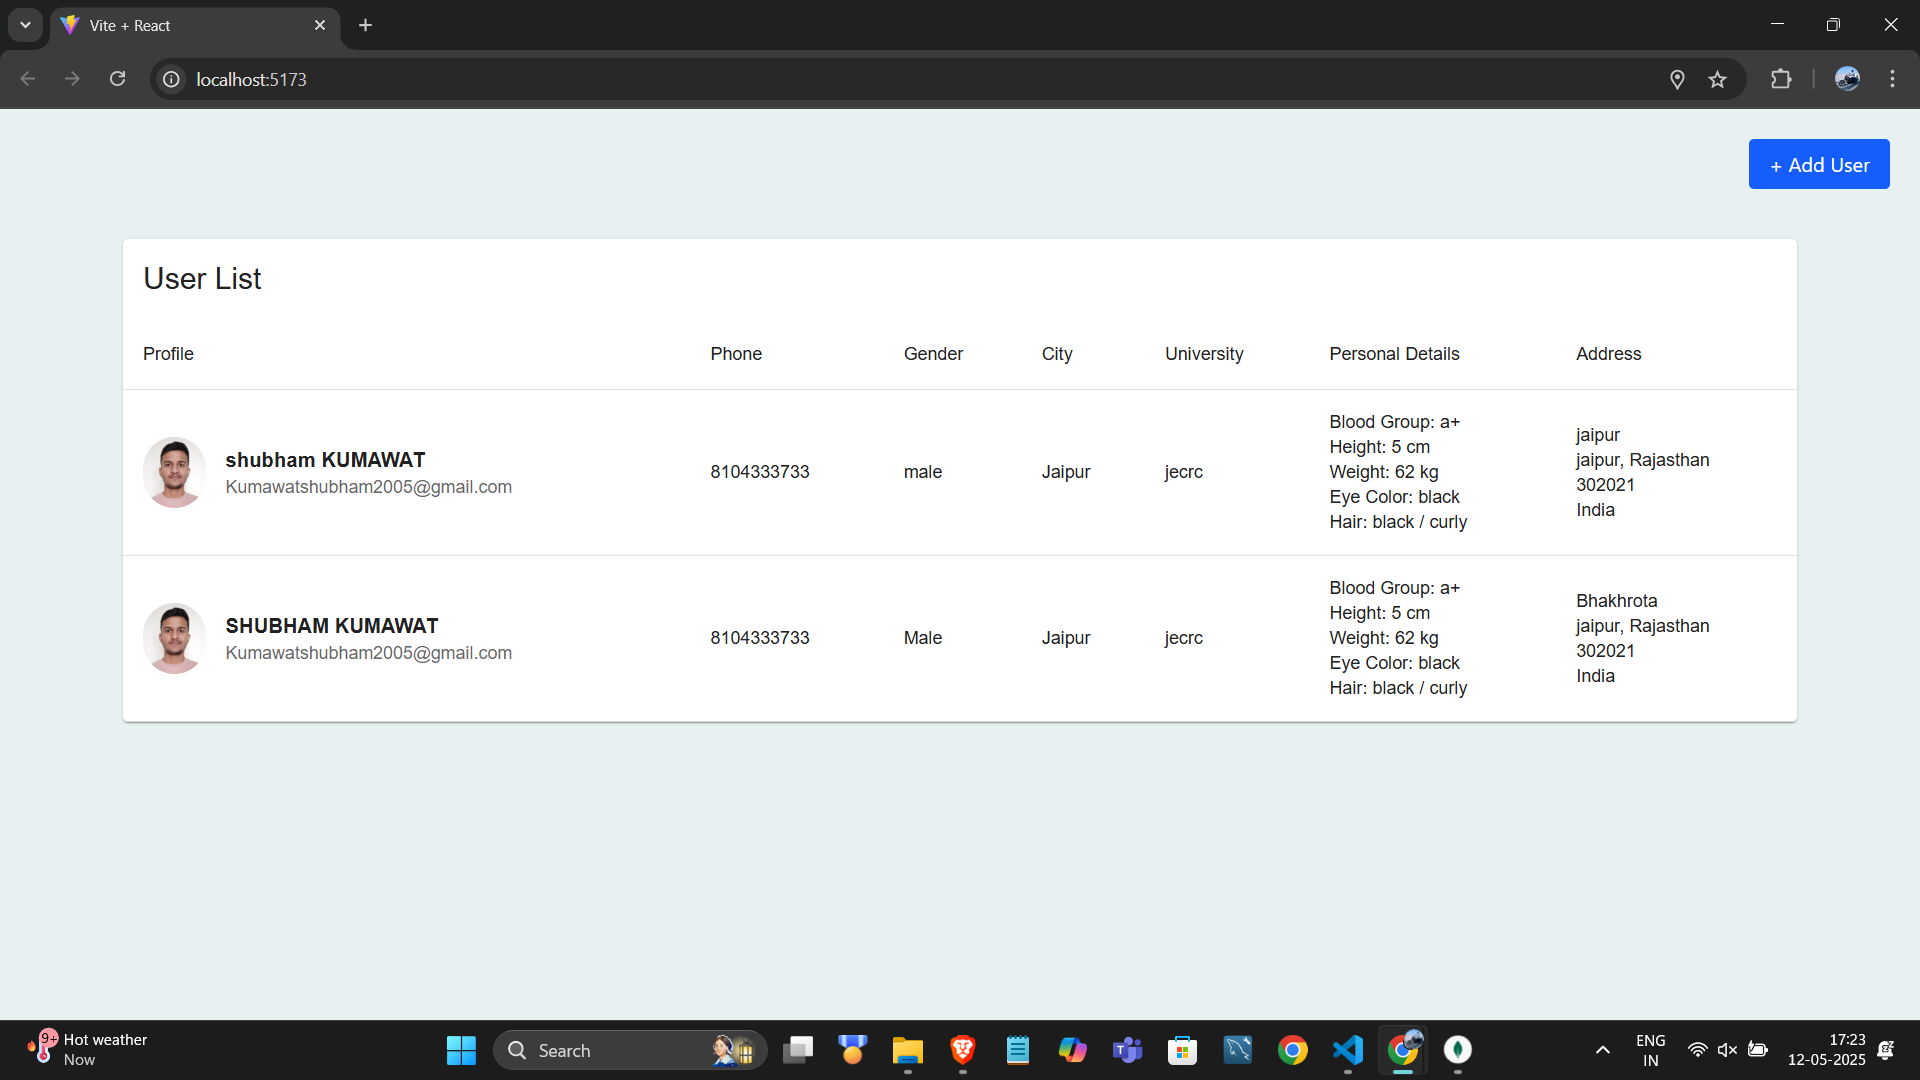 Vite + React
localhost:5173
+ Add User
User List
Profile Phone Gender City University Personal Details Address
shubham KUMAWAT
Kumawatshubham2005@gmail.com
8104333733
male
Jaipur
jecrc
Blood Group: a+
Height: 5 cm
Weight: 62 kg
Eye Color: black
Hair: black / curly
jaipur
jaipur, Rajasthan
302021
India
SHUBHAM KUMAWAT
Kumawatshubham2005@gmail.com
8104333733
Male
Jaipur
jecrc
Blood Group: a+
Height: 5 cm
Weight: 62 kg
Eye Color: black
Hair: black / curly
Bhakhrota
jaipur, Rajasthan
302021
India
9+
Hot weather
Now
Search
ENG
IN
17:23
12-05-2025